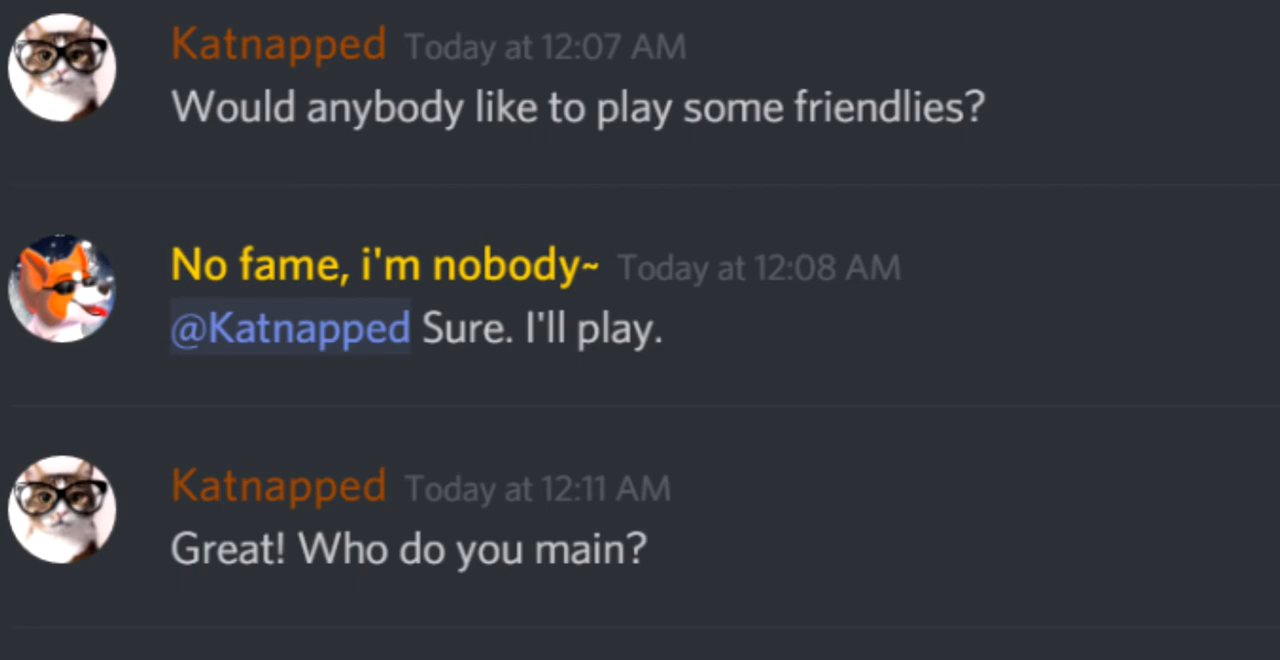 Katnapped Today at 12:07 AM
Would anybody like to play some friendlies?
No fame, i'm nobody~ Today at 12:08 AM
@Katnapped Sure. I'll play.
Katnapped Today at 12:11 AM
Great! Who do you main?